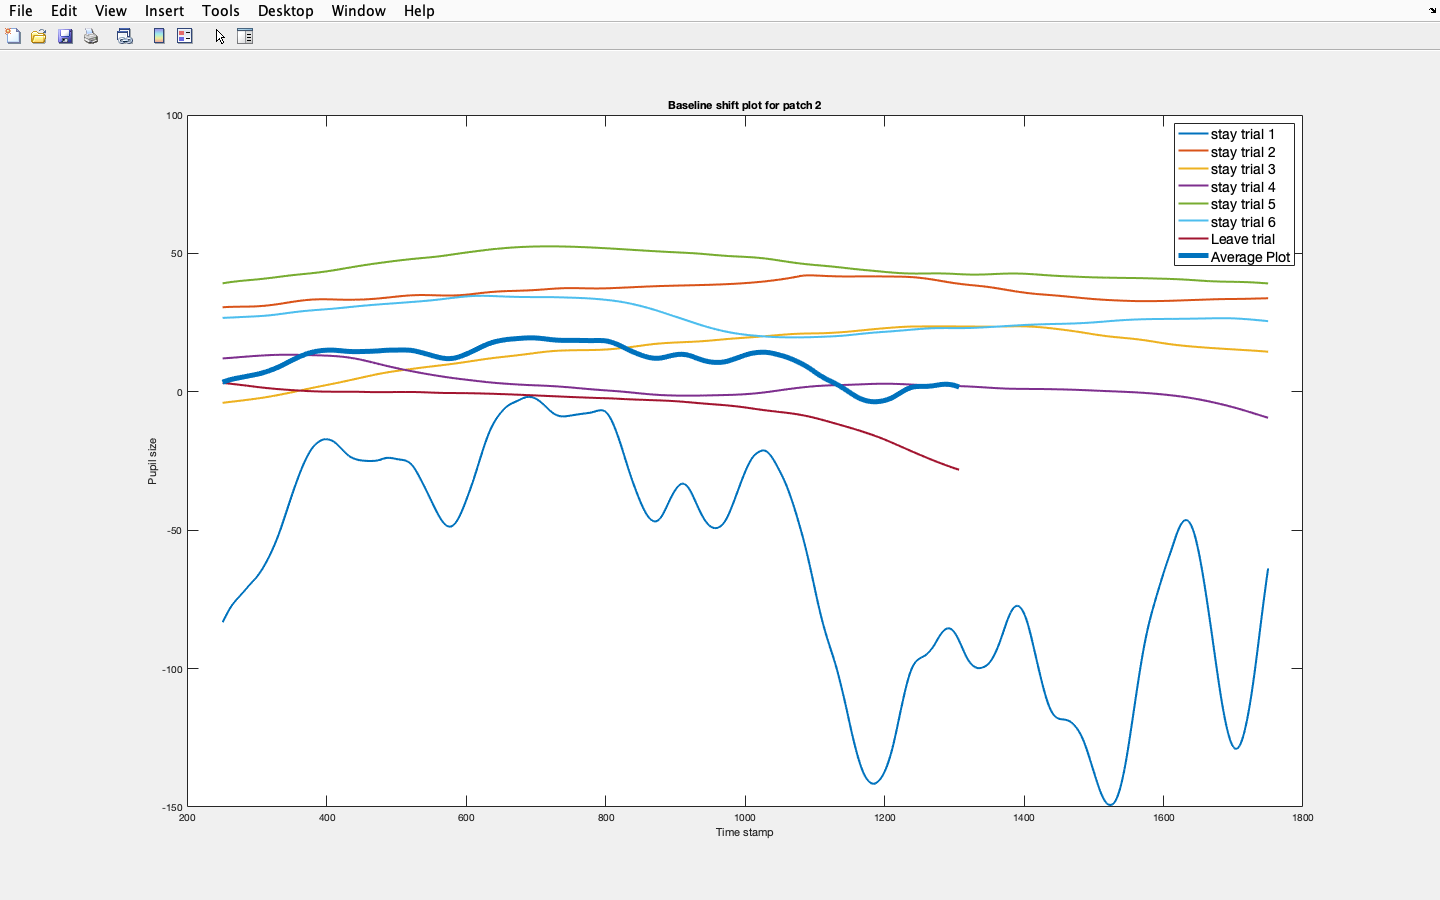 File Edit View Insert Tools Desktop Window Help
Baseline shift plot for patch 2
100
50
0
-50
-100
-150
Pupil size
200 400 600 800 1000 1200 1400 1600 1800
Time stamp
stay trial 1
stay trial 2
stay trial 3
stay trial 4
stay trial 5
stay trial 6
Leave trial
Average Plot